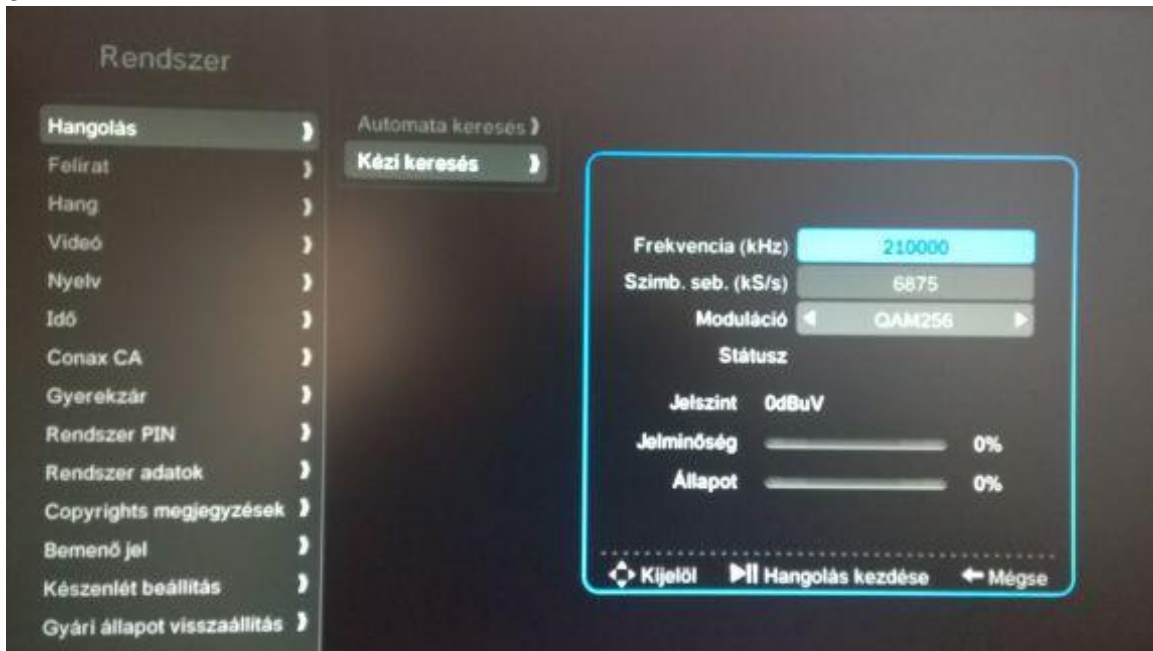 Rendszer
Hangolás
Felirat
Hang
Videó
Nyelv
Idő
Conax CA
Gyerekzár
Rendszer PIN
Rendszer adatok
Copyrights megjegyzések
Bemenő jel
Készenlét beállítás
Gyári állapot visszaállítás
Automata keresés
Kézi keresés
Frekvencia (kHz) 210000
Szimb. seb. (kS/s) 6875
Moduláció QAM256
Státusz
Jelszint 0dBuV
Jelminőség 0%
Állapot 0%
Kijelöl Hangolás kezdése Mégse